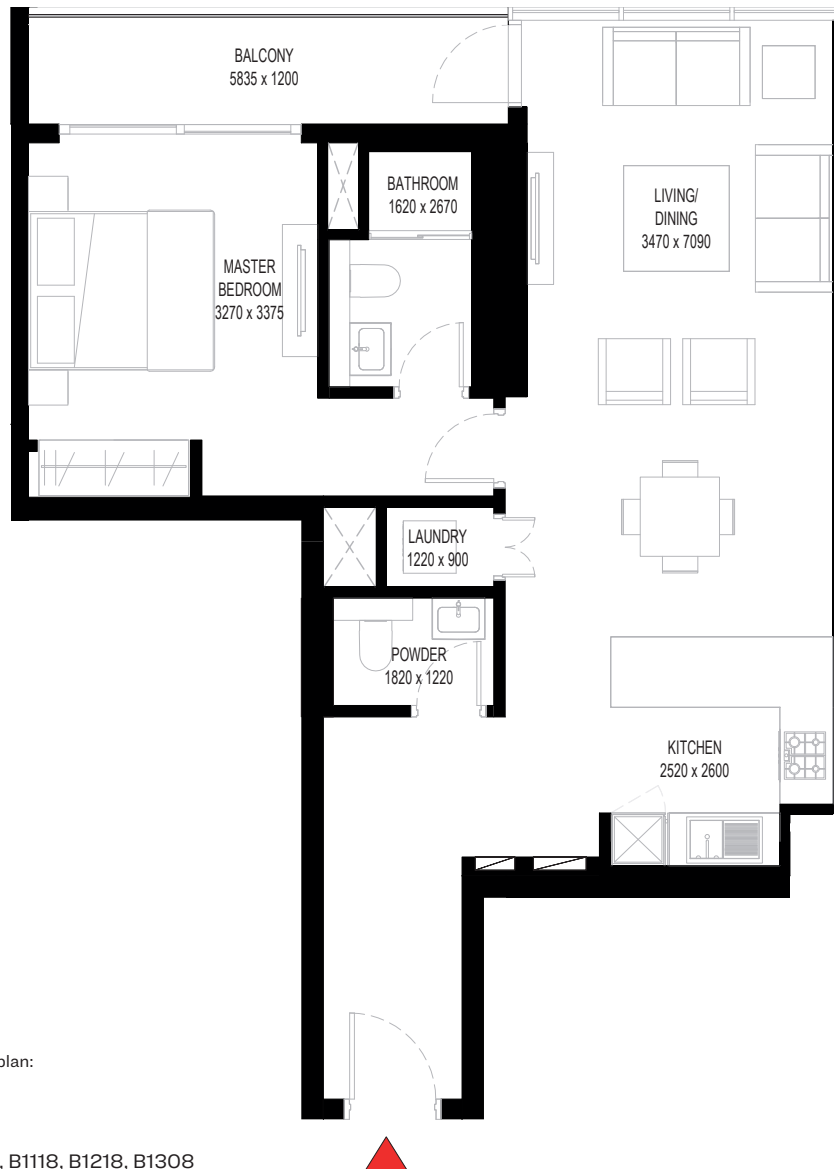 BALCONY
5835 x 1200
BATHROOM
1620 x 2670
LIVING/
DINING
3470 x 7090
MASTER
BEDROOM
3270 x 3375
LAUNDRY
1220 x 900
POWDER
1820 x 1220
KITCHEN
2520 x 2600
plan:
, B1118, B1218, B1308